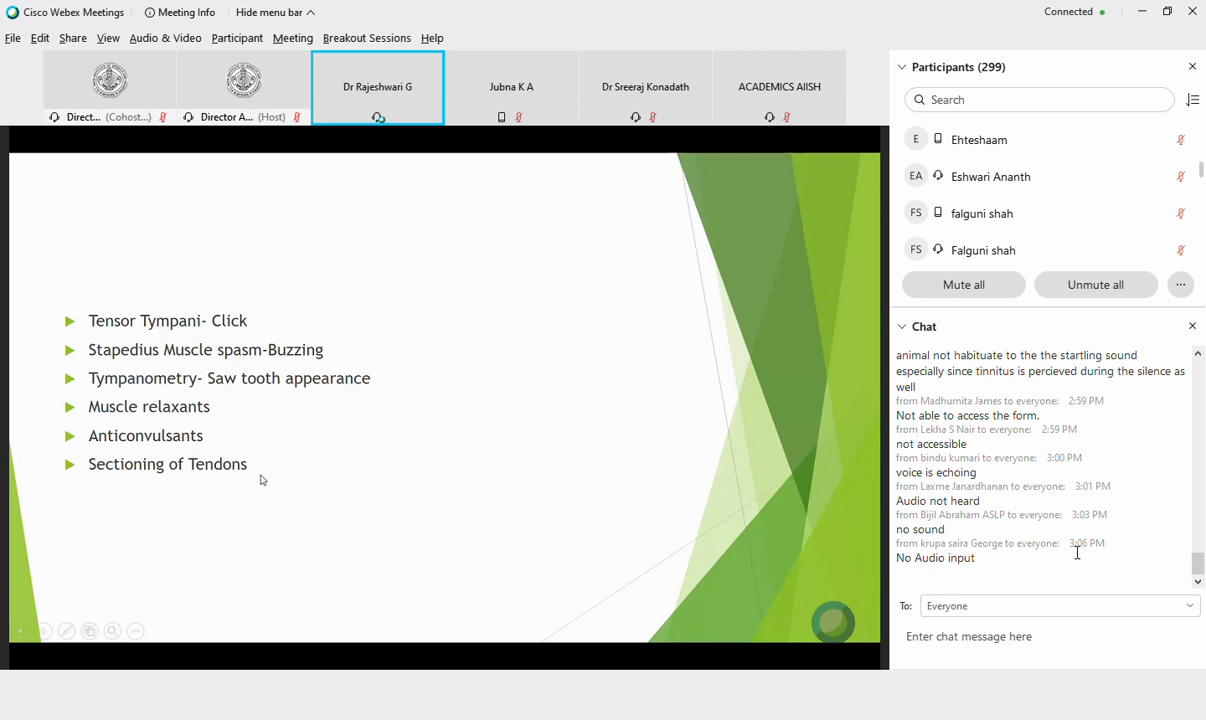 Cisco Webex Meetings
Meeting Info
Hide menu bar
Connected
File Edit Share View Audio & Video Participant Meeting Breakout Sessions Help
Direct... (Cohost...)
Director A... (Host)
Dr Rajeshwari G
Jubna K A
Dr Sreeraj Konadath
ACADEMICS AIISH
Tensor Tympani- Click
Stapedius Muscle spasm-Buzzing
Tympanometry- Saw tooth appearance
Muscle relaxants
Anticonvulsants
Sectioning of Tendons
Participants (299)
Search
E Ehteshaam
EA Eshwari Ananth
FS falguni shah
FS Falguni shah
Mute all
Unmute all
...
Chat
animal not habituate to the the startling sound
especially since tinnitus is percieved during the silence as
well
from Madhumita James to everyone: 2:59 PM
Not able to access the form.
from Lekha S Nair to everyone: 2:59 PM
not accessible
from bindu kumari to everyone: 3:00 PM
voice is echoing
from Laxme Janardhanan to everyone: 3:01 PM
Audio not heard
from Bijil Abraham ASLP to everyone: 3:03 PM
no sound
from krupa saira George to everyone: 3:06 PM
No Audio input
To: Everyone
Enter chat message here